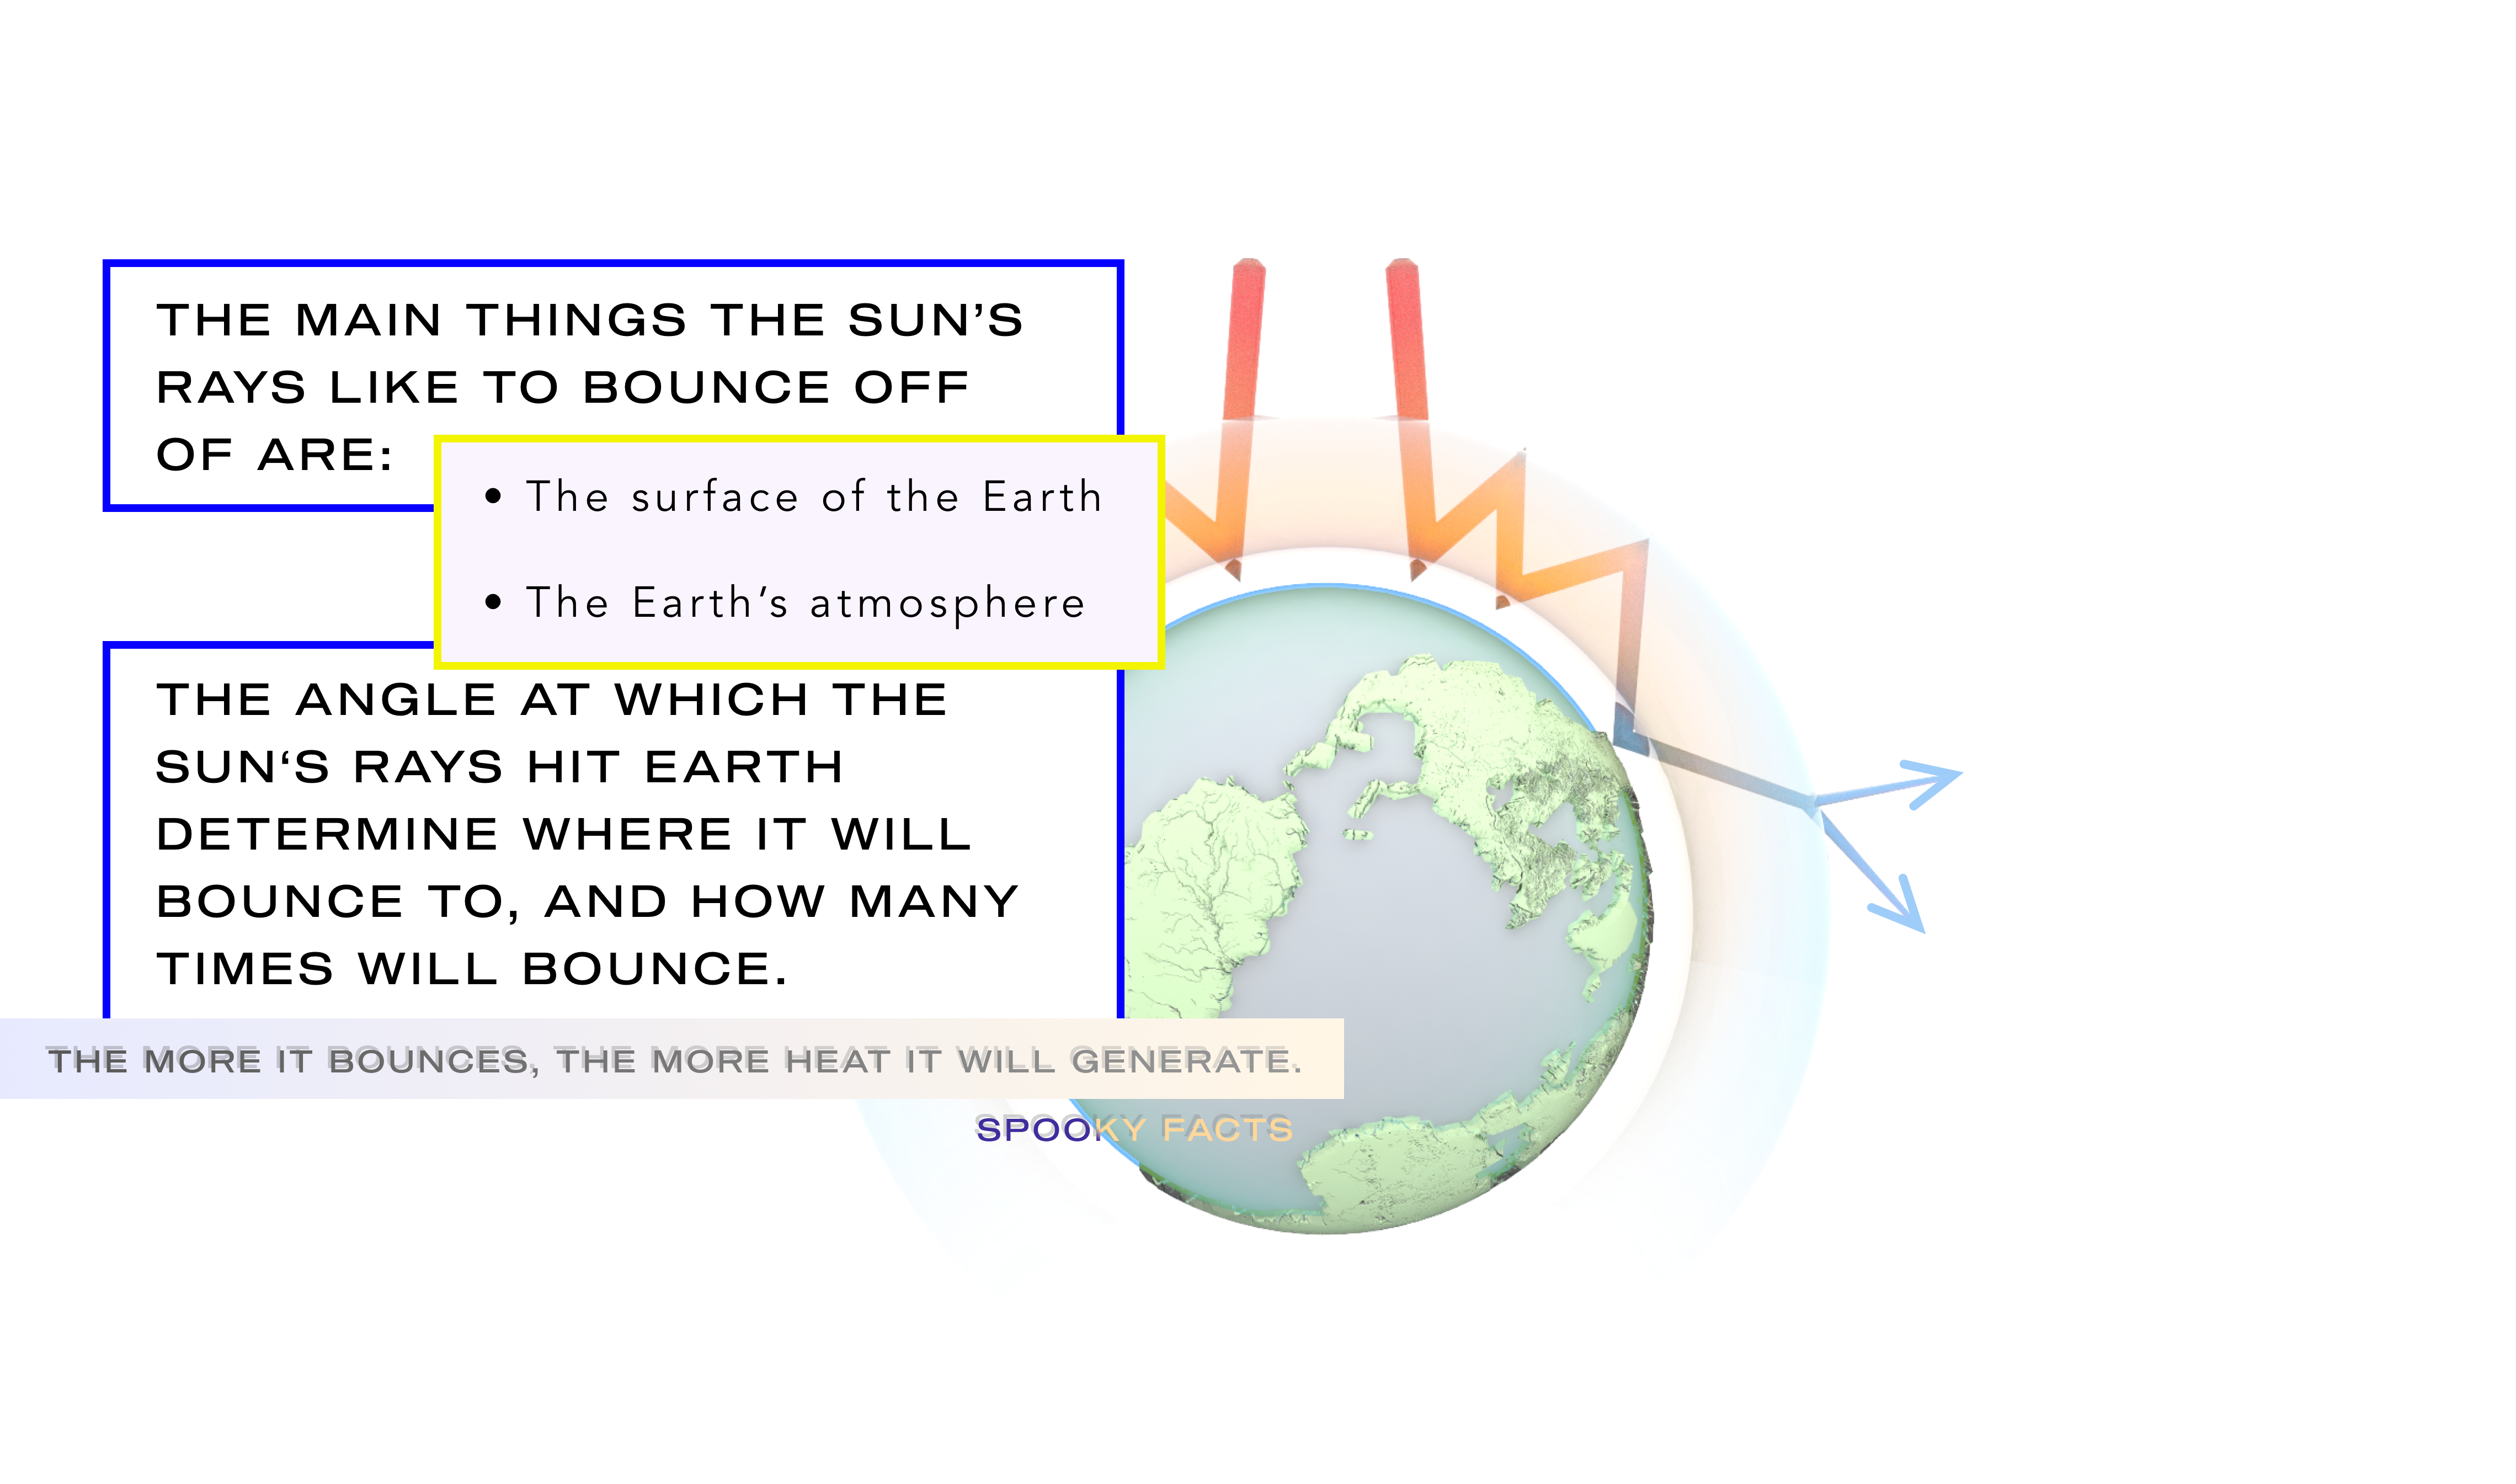 THE MAIN THINGS THE SUN’S
RAYS LIKE TO BOUNCE OFF
OF ARE:
• The surface of the Earth
• The Earth’s atmosphere
THE ANGLE AT WHICH THE
SUN‘S RAYS HIT EARTH
DETERMINE WHERE IT WILL
BOUNCE TO, AND HOW MANY
TIMES WILL BOUNCE.
THE MORE IT BOUNCES, THE MORE HEAT IT WILL GENERATE.
SPOOKY FACTS